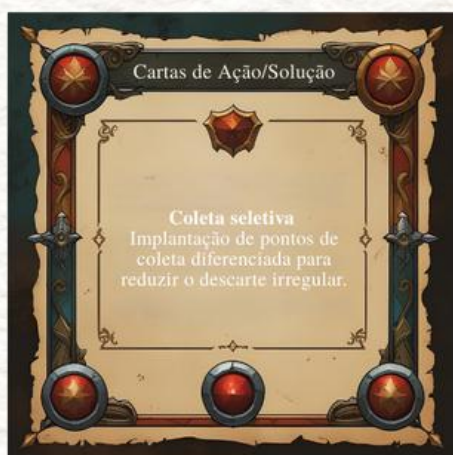 Cartas de Ação/Solução
Coleta seletiva
Implantação de pontos de
coleta diferenciada para
reduzir o descarte irregular.